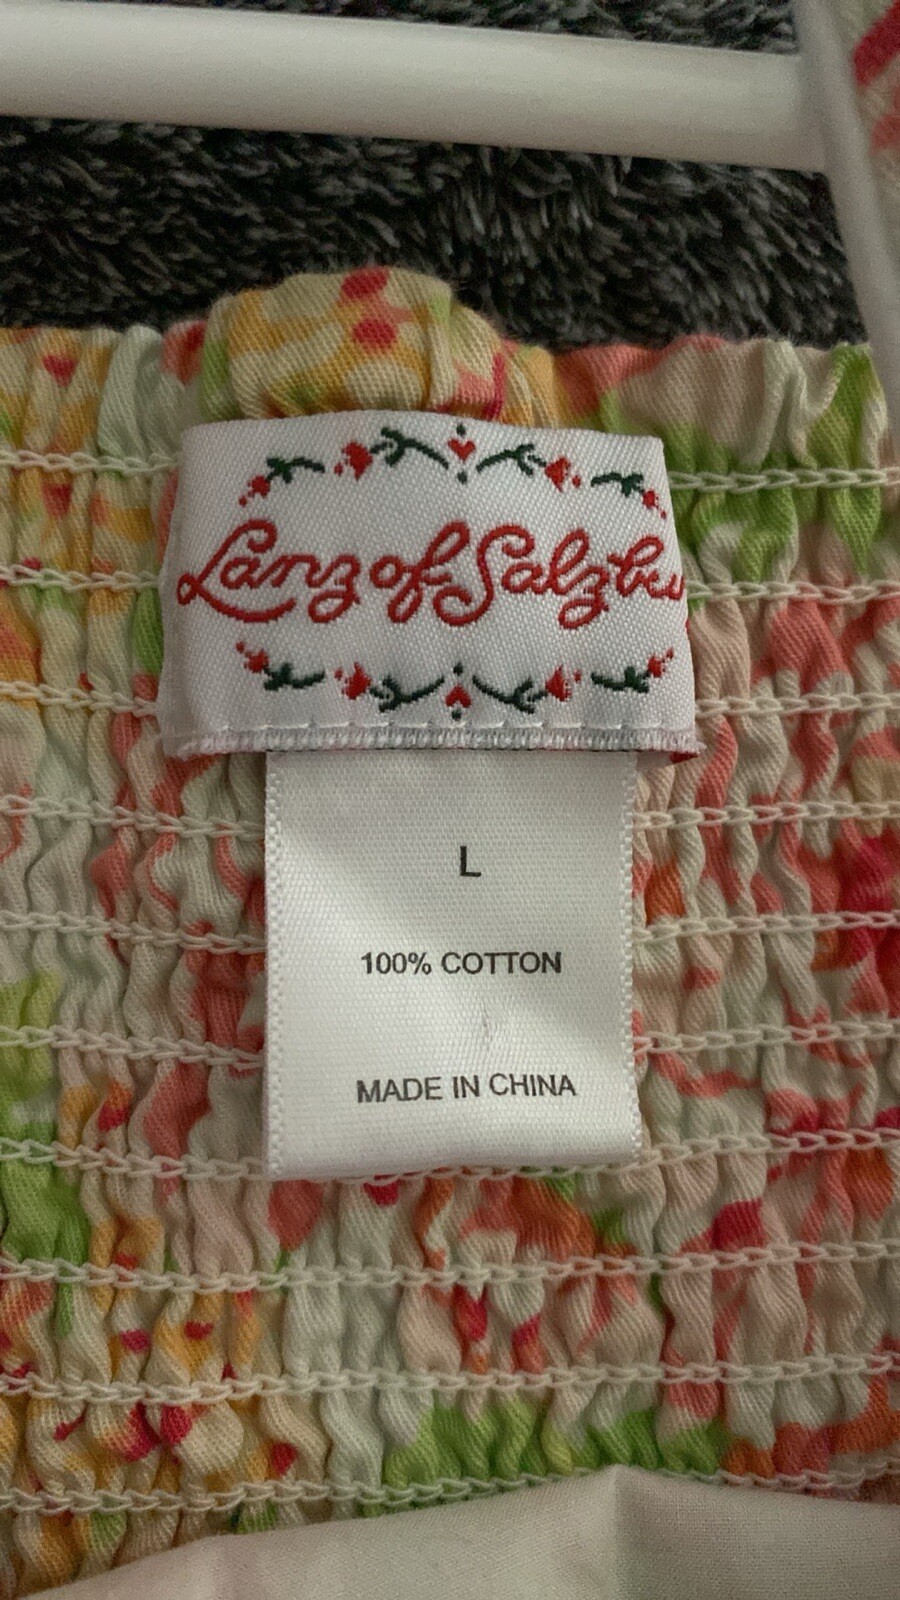 Lanz of Salzbu
L
100% COTTON
MADE IN CHINA